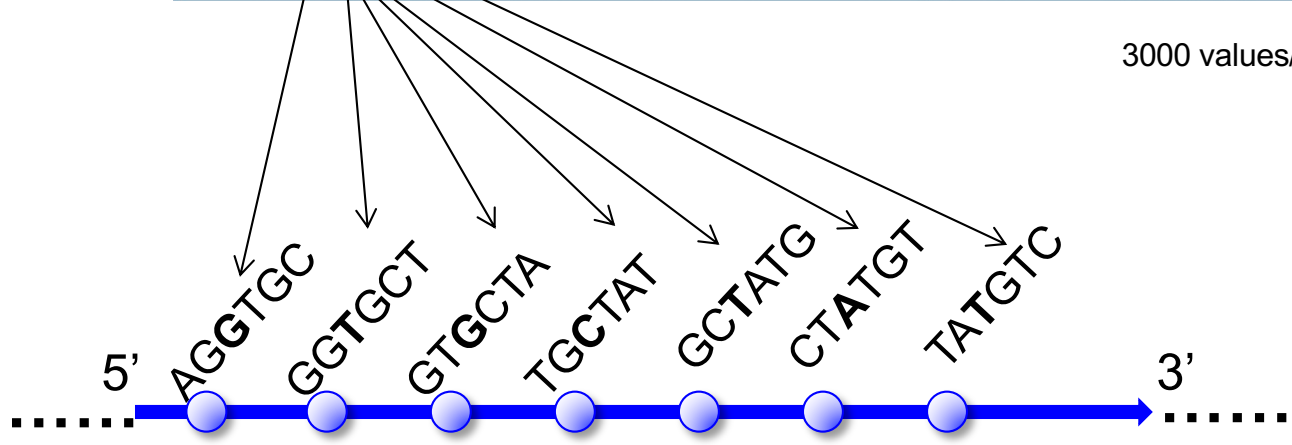 3000 values/
AGGTGC
GGTGCT
GTGCTA
TGCTAT
GCTATG
CTATGT
TATGTC
5’
3’